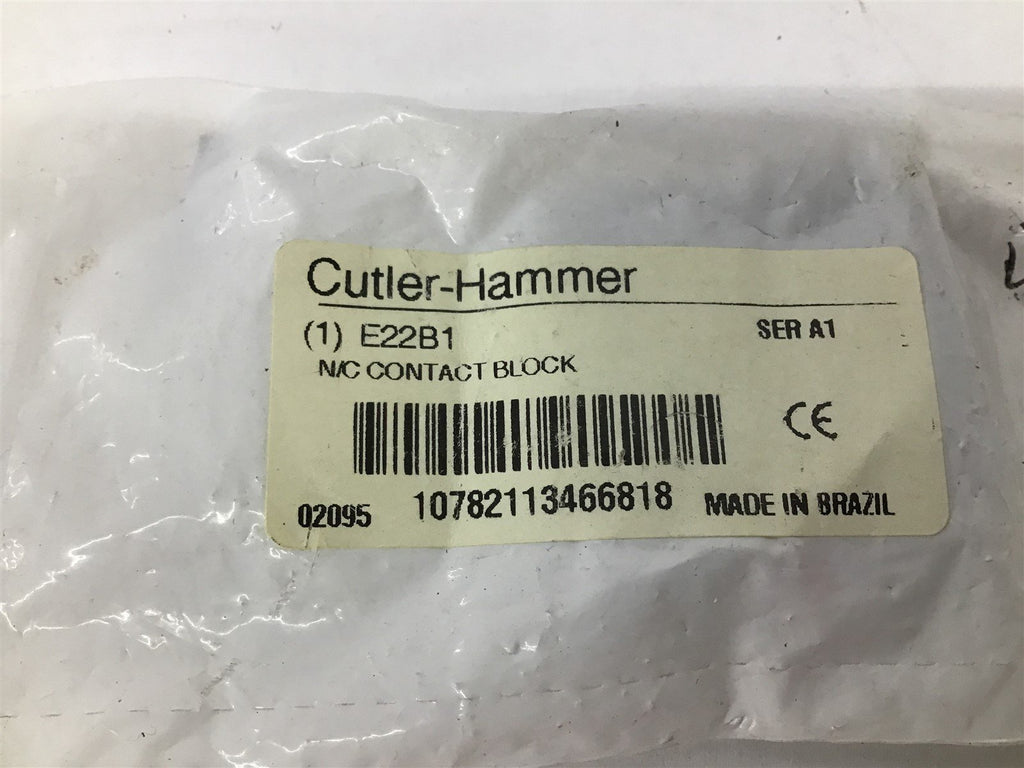 Cutler-Hammer
(1) E22B1 SER A1
N/C CONTACT BLOCK
CE
10782113466818
02095 MADE IN BRAZIL